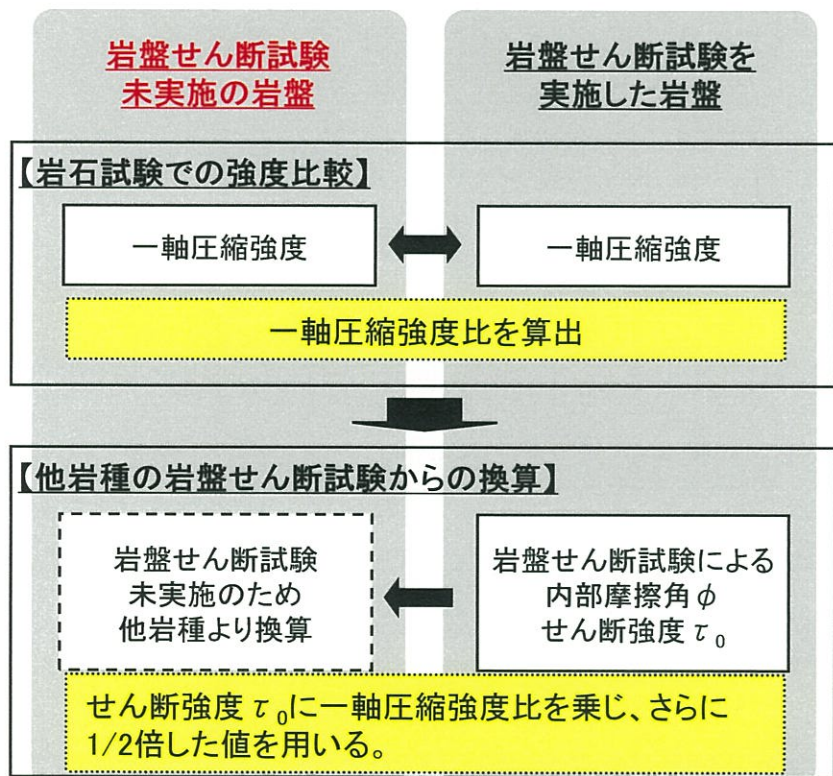 岩盤せん断試験
未実施の岩盤
岩盤せん断試験を
実施した岩盤
【岩石試験での強度比較】
一軸圧縮強度
一軸圧縮強度
一軸圧縮強度比を算出
【他岩種の岩盤せん断試験からの換算】
岩盤せん断試験
未実施のため
他岩種より換算
岩盤せん断試験による
内部摩擦角φ
せん断強度τ₀
せん断強度τ₀に一軸圧縮強度比を乗じ、さらに
1/2倍した値を用いる。